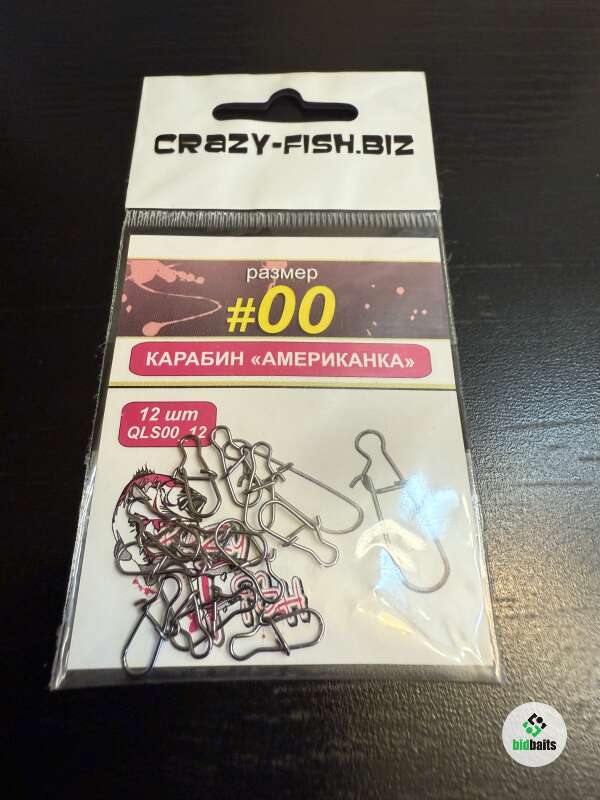 CRAZY-FISH.BIZ
размер
#00
КАРАБИН «АМЕРИКАНКА»
12 шт
QLS00_12
bidbaits